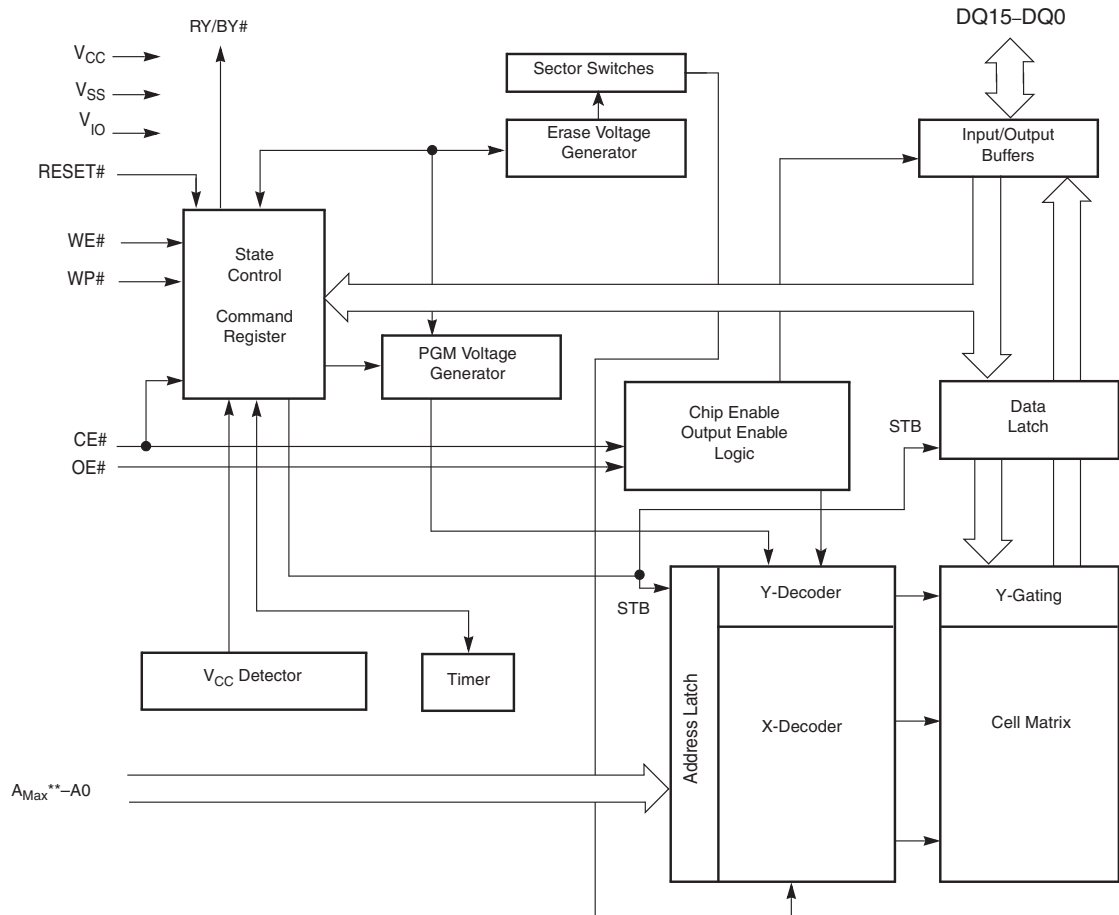 RY/BY#
DQ15–DQ0
VCC
VSS
VIO
RESET#
WE#
WP#
CE#
OE#
Sector Switches
Erase Voltage
Generator
Input/Output
Buffers
State
Control
Command
Register
PGM Voltage
Generator
Chip Enable
Output Enable
Logic
STB
Data
Latch
STB
Y-Decoder
Y-Gating
VCC Detector
Timer
Address Latch
X-Decoder
Cell Matrix
AMax**–A0